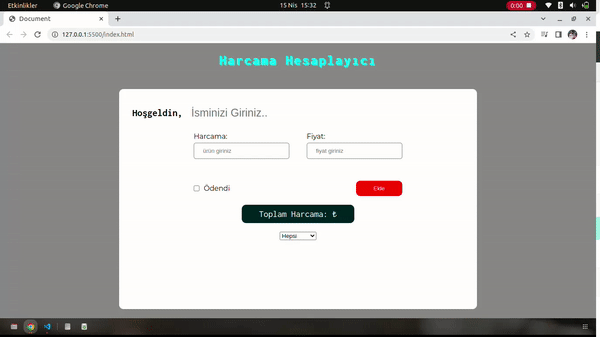 Etkinlikler Google Chrome 15 Nis 15:32 0:00
Document
127.0.0.1:5500/index.html
Harcama Hesaplayıcı
Hoşgeldin, İsminizi Giriniz..
Harcama: Fiyat:
ürün giriniz fiyat giriniz
Ödendi Ekle
Toplam Harcama: ₺
Hepsi